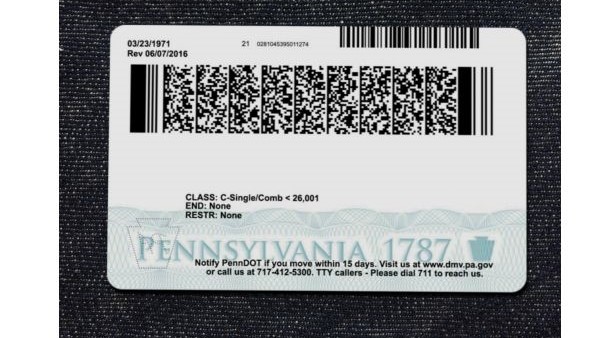 03/23/1971 21 0281045395011274
Rev 06/07/2016
CLASS: C-Single/Comb < 26,001
END: None
RESTR: None
PENNSYLVANIA 1787
Notify PennDOT if you move within 15 days. Visit us at www.dmv.pa.gov
or call us at 717-412-5300. TTY callers - Please dial 711 to reach us.